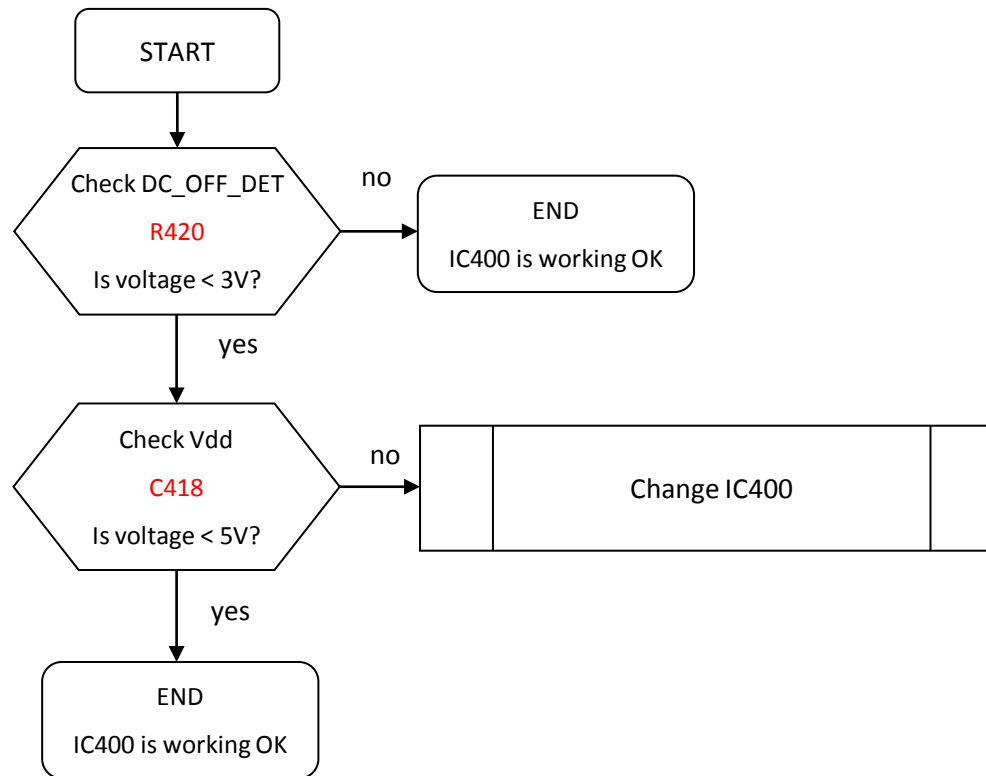 START
Check DC_OFF_DET
R420
Is voltage < 3V?
no
END
IC400 is working OK
yes
Check Vdd
C418
Is voltage < 5V?
no
Change IC400
yes
END
IC400 is working OK